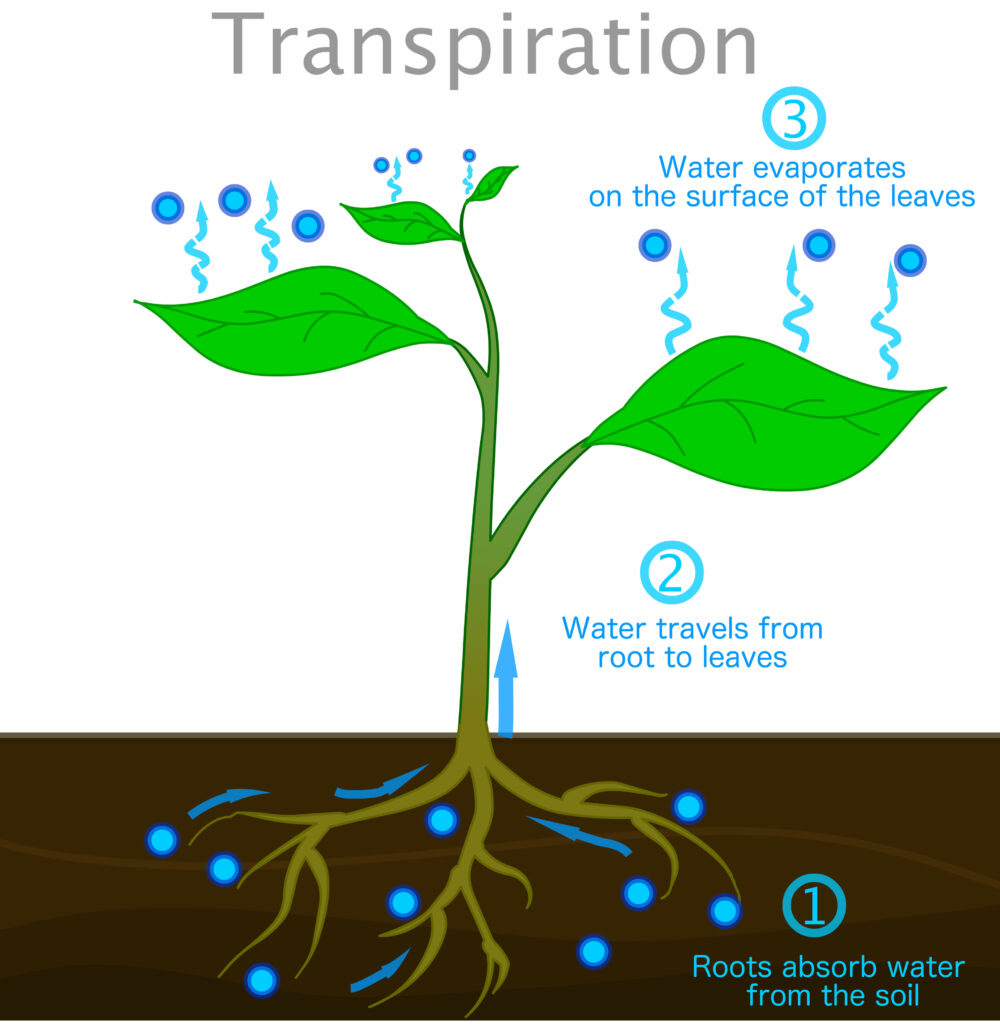 Transpiration
3
Water evaporates
on the surface of the leaves
2
Water travels from
root to leaves
1
Roots absorb water
from the soil